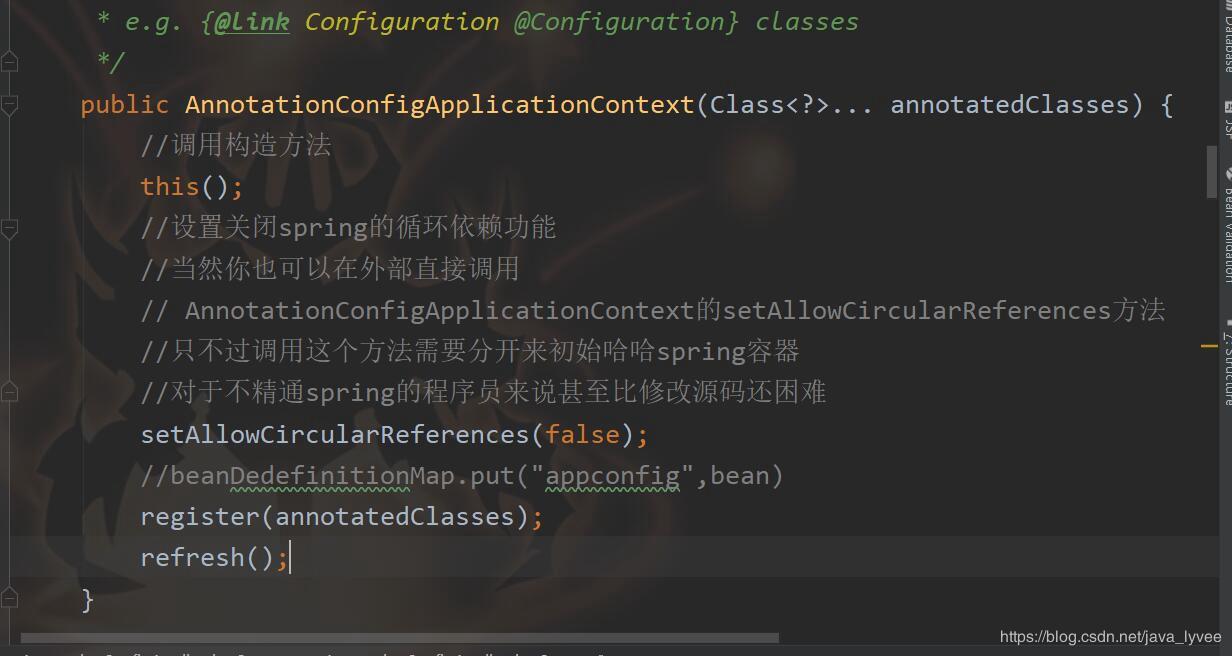 * e.g. {@link Configuration @Configuration} classes
*/
public AnnotationConfigApplicationContext(Class<?>... annotatedClasses) {
//调用构造方法
this();
//设置关闭spring的循环依赖功能
//当然你也可以在外部直接调用
// AnnotationConfigApplicationContext的setAllowCircularReferences方法
//只不过调用这个方法需要分开来初始哈哈spring容器
//对于不精通spring的程序员来说甚至比修改源码还困难
setAllowCircularReferences(false);
//beanDedefinitionMap.put("appconfig",bean)
register(annotatedClasses);
refresh();
}
https://blog.csdn.net/java_lyvee
Database
Bean Validation
Structure